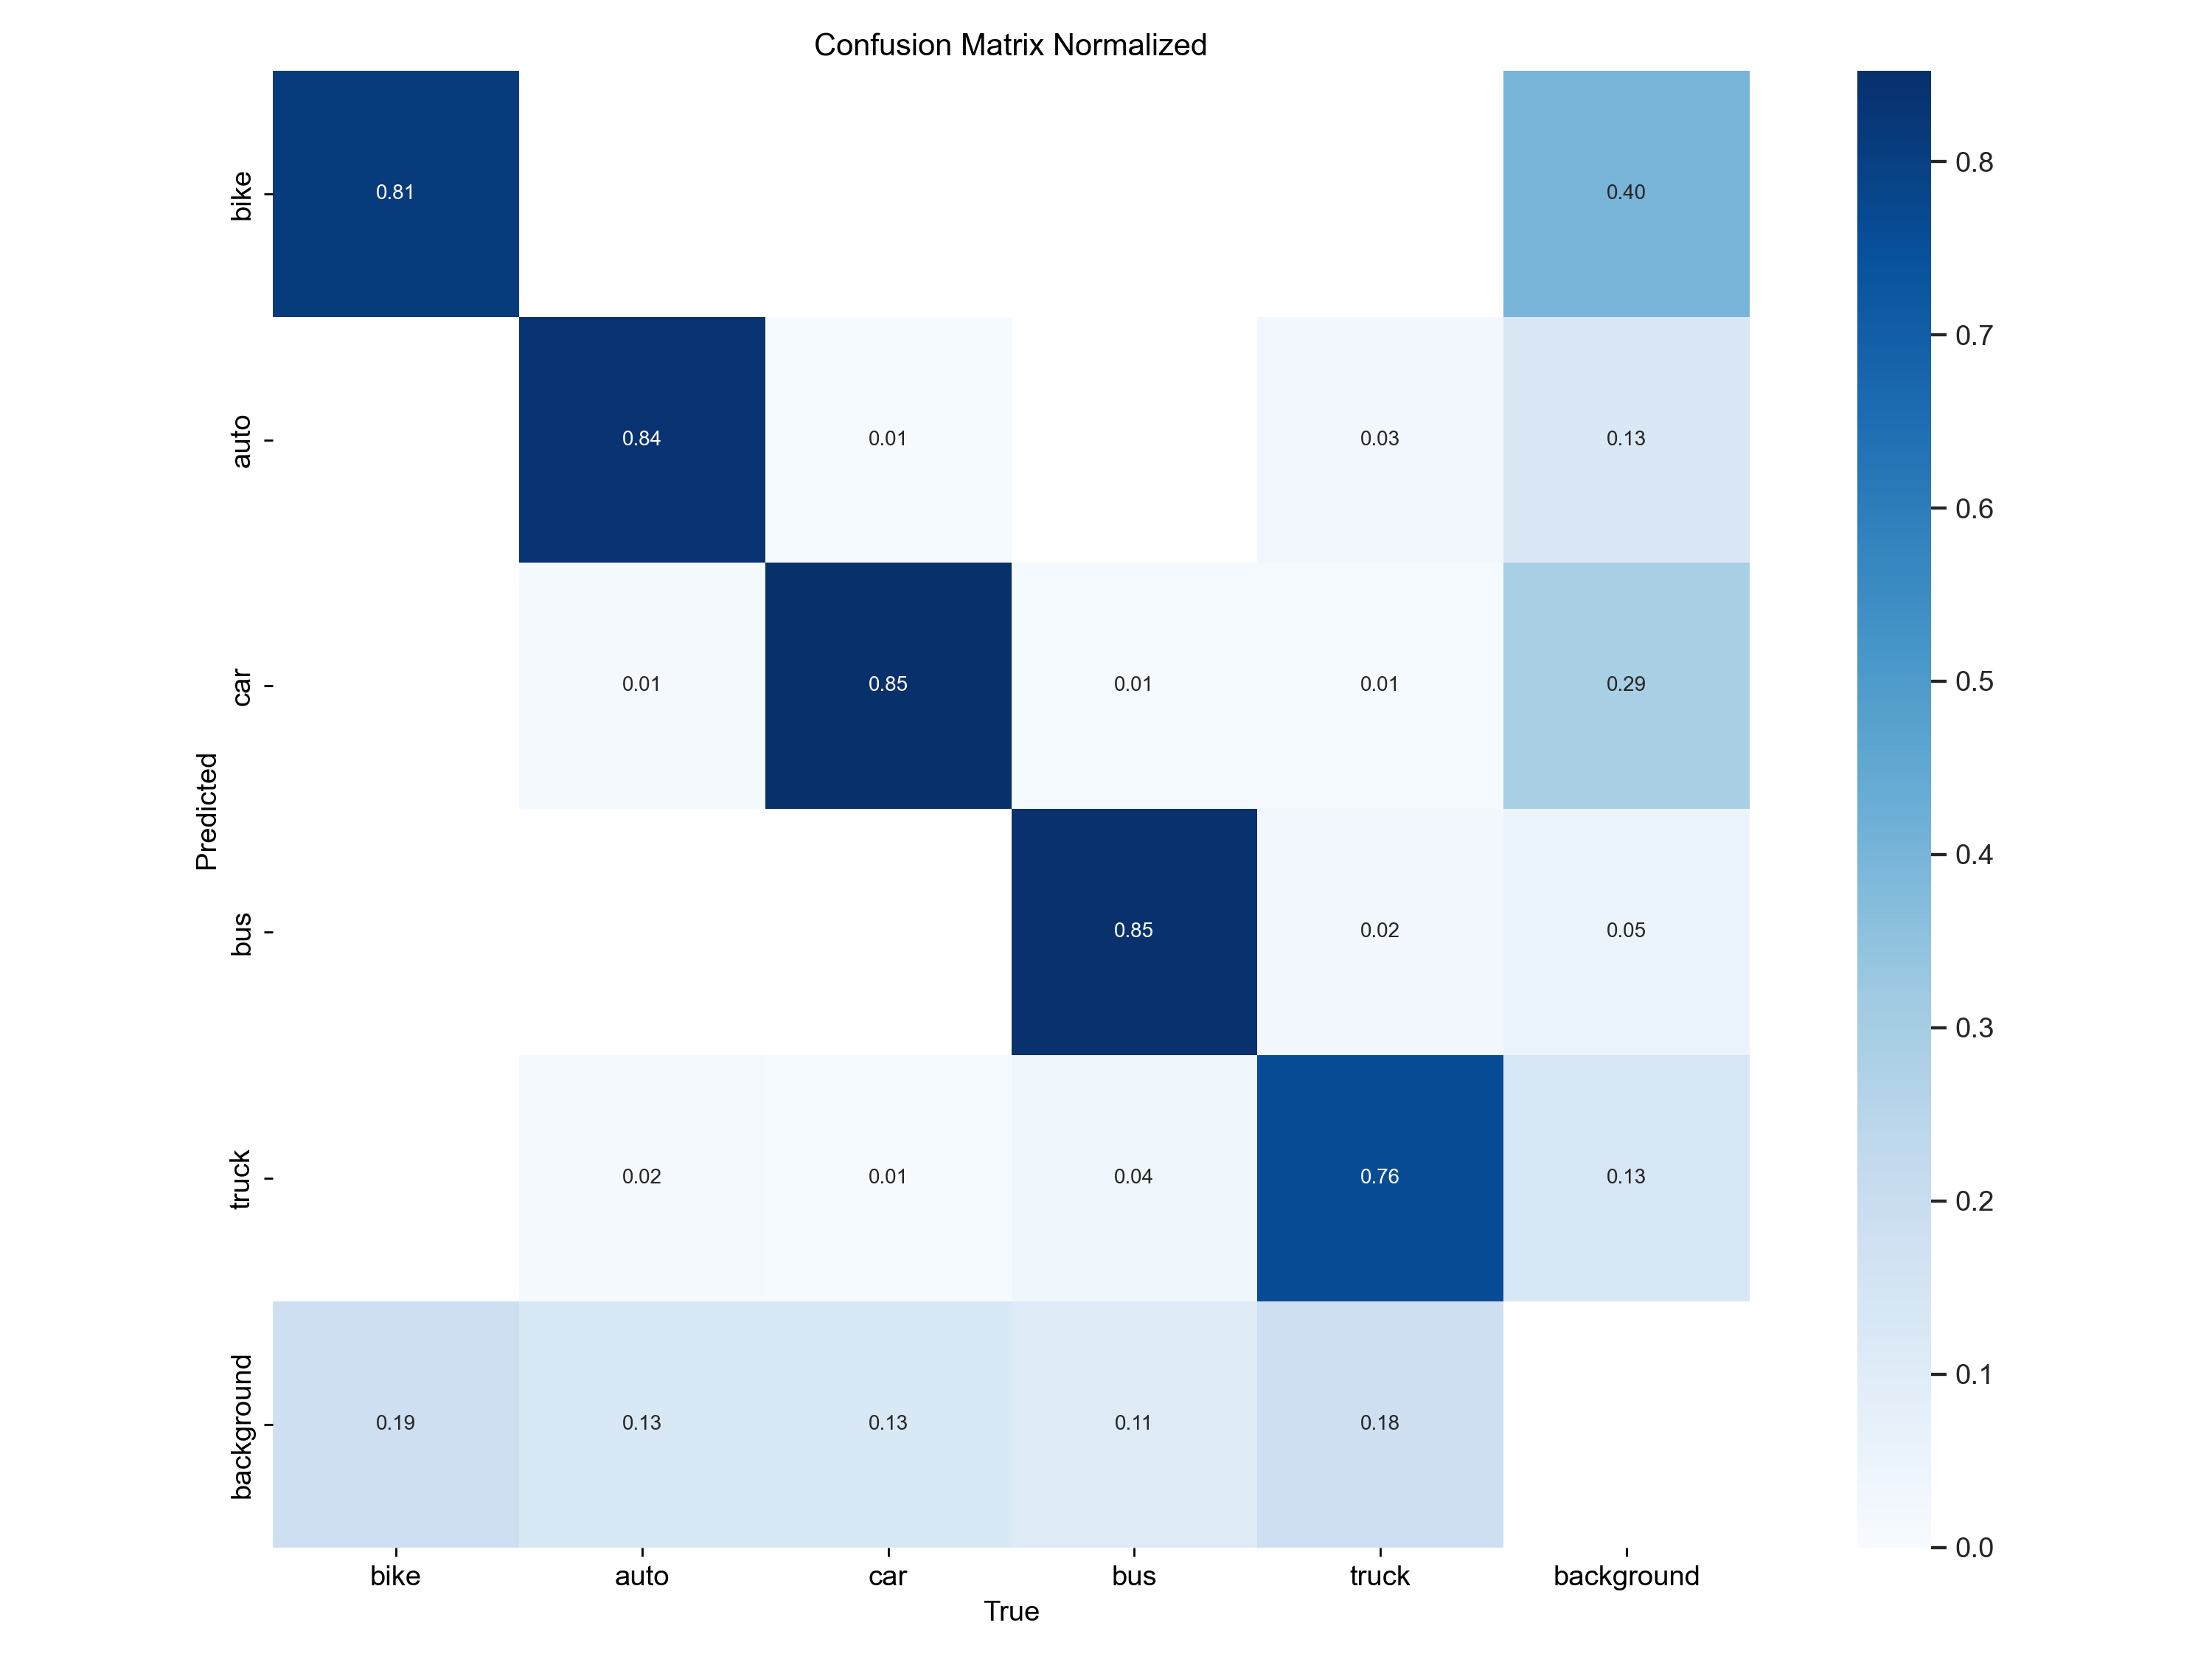 Confusion Matrix Normalized
bike
0.81
0.40
0.8
auto
0.84
0.01
0.03
0.13
0.7
0.6
car
0.01
0.85
0.01
0.01
0.29
0.5
Predicted
0.4
bus
0.85
0.02
0.05
0.3
truck
0.02
0.01
0.04
0.76
0.13
0.2
background
0.19
0.13
0.13
0.11
0.18
0.1
0.0
bike
auto
car
bus
truck
background
True